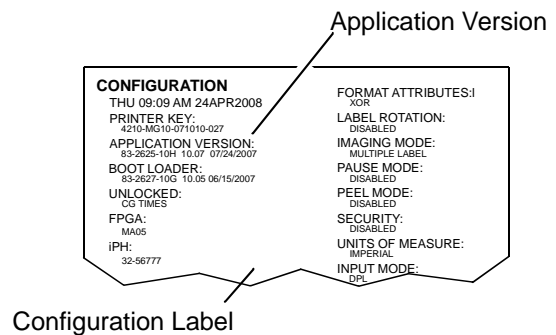 Application Version
CONFIGURATION
THU 09:09 AM 24APR2008
PRINTER KEY:
4210-MG10-071010-027
APPLICATION VERSION:
83-2625-10H 10.07 07/24/2007
BOOT LOADER:
83-2627-10G 10.05 06/15/2007
UNLOCKED:
CG TIMES
FPGA:
MA05
iPH:
32-56777
FORMAT ATTRIBUTES:I
XOR
LABEL ROTATION:
DISABLED
IMAGING MODE:
MULTIPLE LABEL
PAUSE MODE:
DISABLED
PEEL MODE:
DISABLED
SECURITY:
DISABLED
UNITS OF MEASURE:
IMPERIAL
INPUT MODE:
DPL
Configuration Label